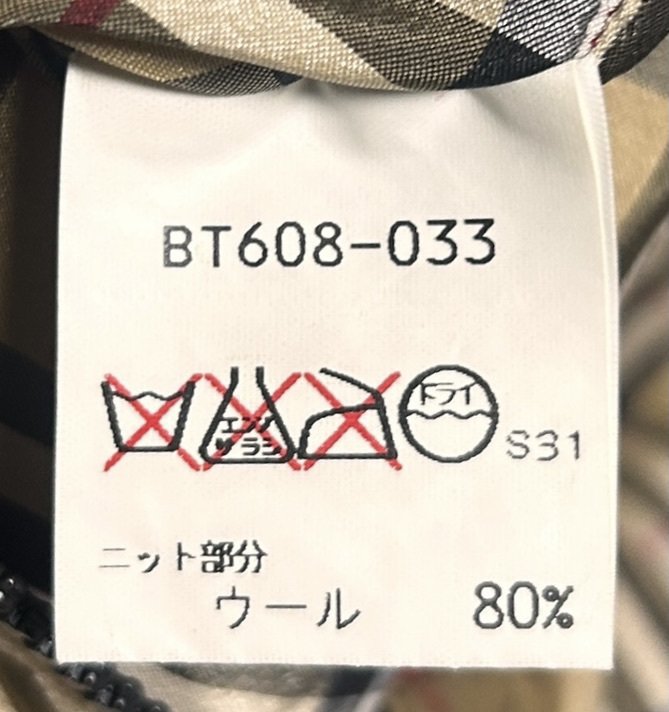 BT608-033
エンソ
サラシ
ドライ
S31
ニット部分
ウール 80%